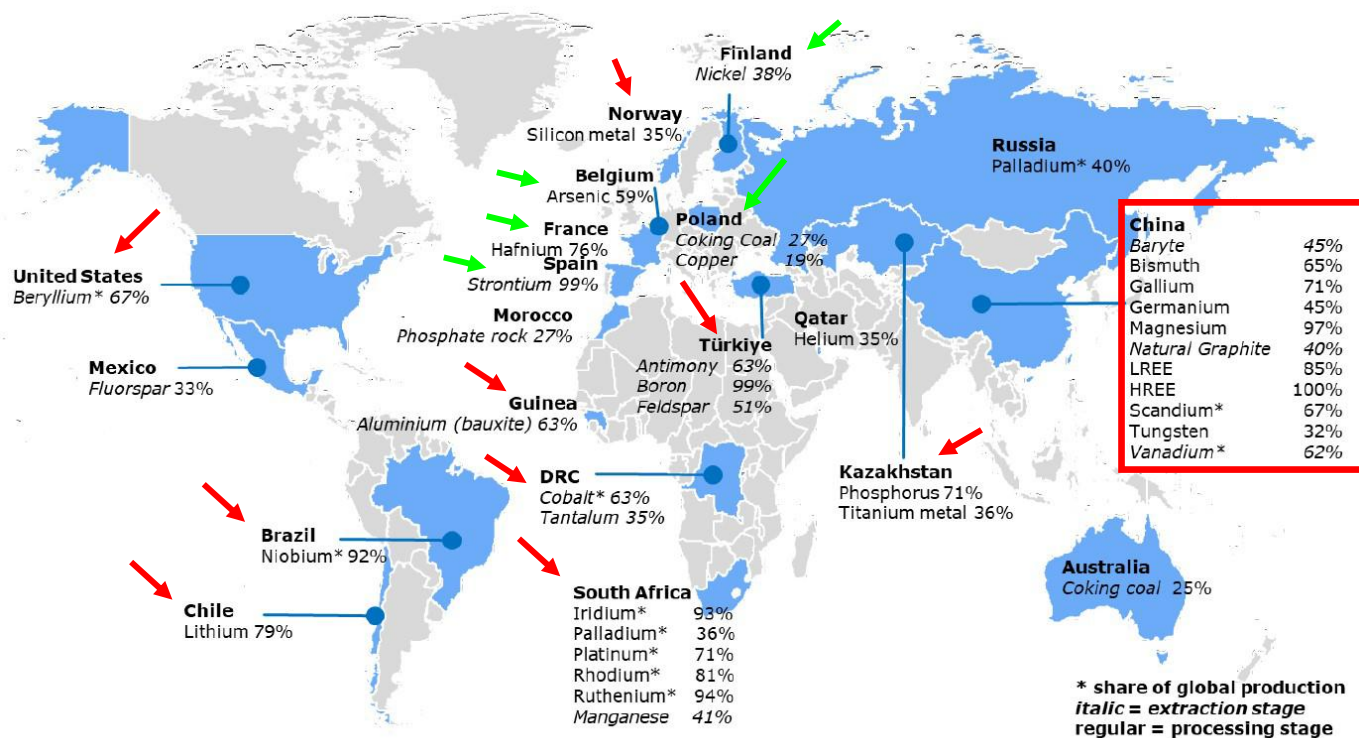 Finland
Nickel 38%
Norway
Silicon metal 35%
Russia
Palladium* 40%
Belgium
Arsenic 59%
France
Hafnium 76%
Spain
Strontium 99%
Poland
Coking Coal 27%
Copper 19%
United States
Beryllium* 67%
Morocco
Phosphate rock 27%
Qatar
Helium 35%
Türkiye
Antimony 63%
Boron 99%
Feldspar 51%
China
Baryte 45%
Bismuth 65%
Gallium 71%
Germanium 45%
Magnesium 97%
Natural Graphite 40%
LREE 85%
HREE 100%
Scandium* 67%
Tungsten 32%
Vanadium* 62%
Mexico
Fluorspar 33%
Guinea
Aluminium (bauxite) 63%
DRC
Cobalt* 63%
Tantalum 35%
Kazakhstan
Phosphorus 71%
Titanium metal 36%
Brazil
Niobium* 92%
Chile
Lithium 79%
South Africa
Iridium* 93%
Palladium* 36%
Platinum* 71%
Rhodium* 81%
Ruthenium* 94%
Manganese 41%
Australia
Coking coal 25%
* share of global production
italic = extraction stage
regular = processing stage